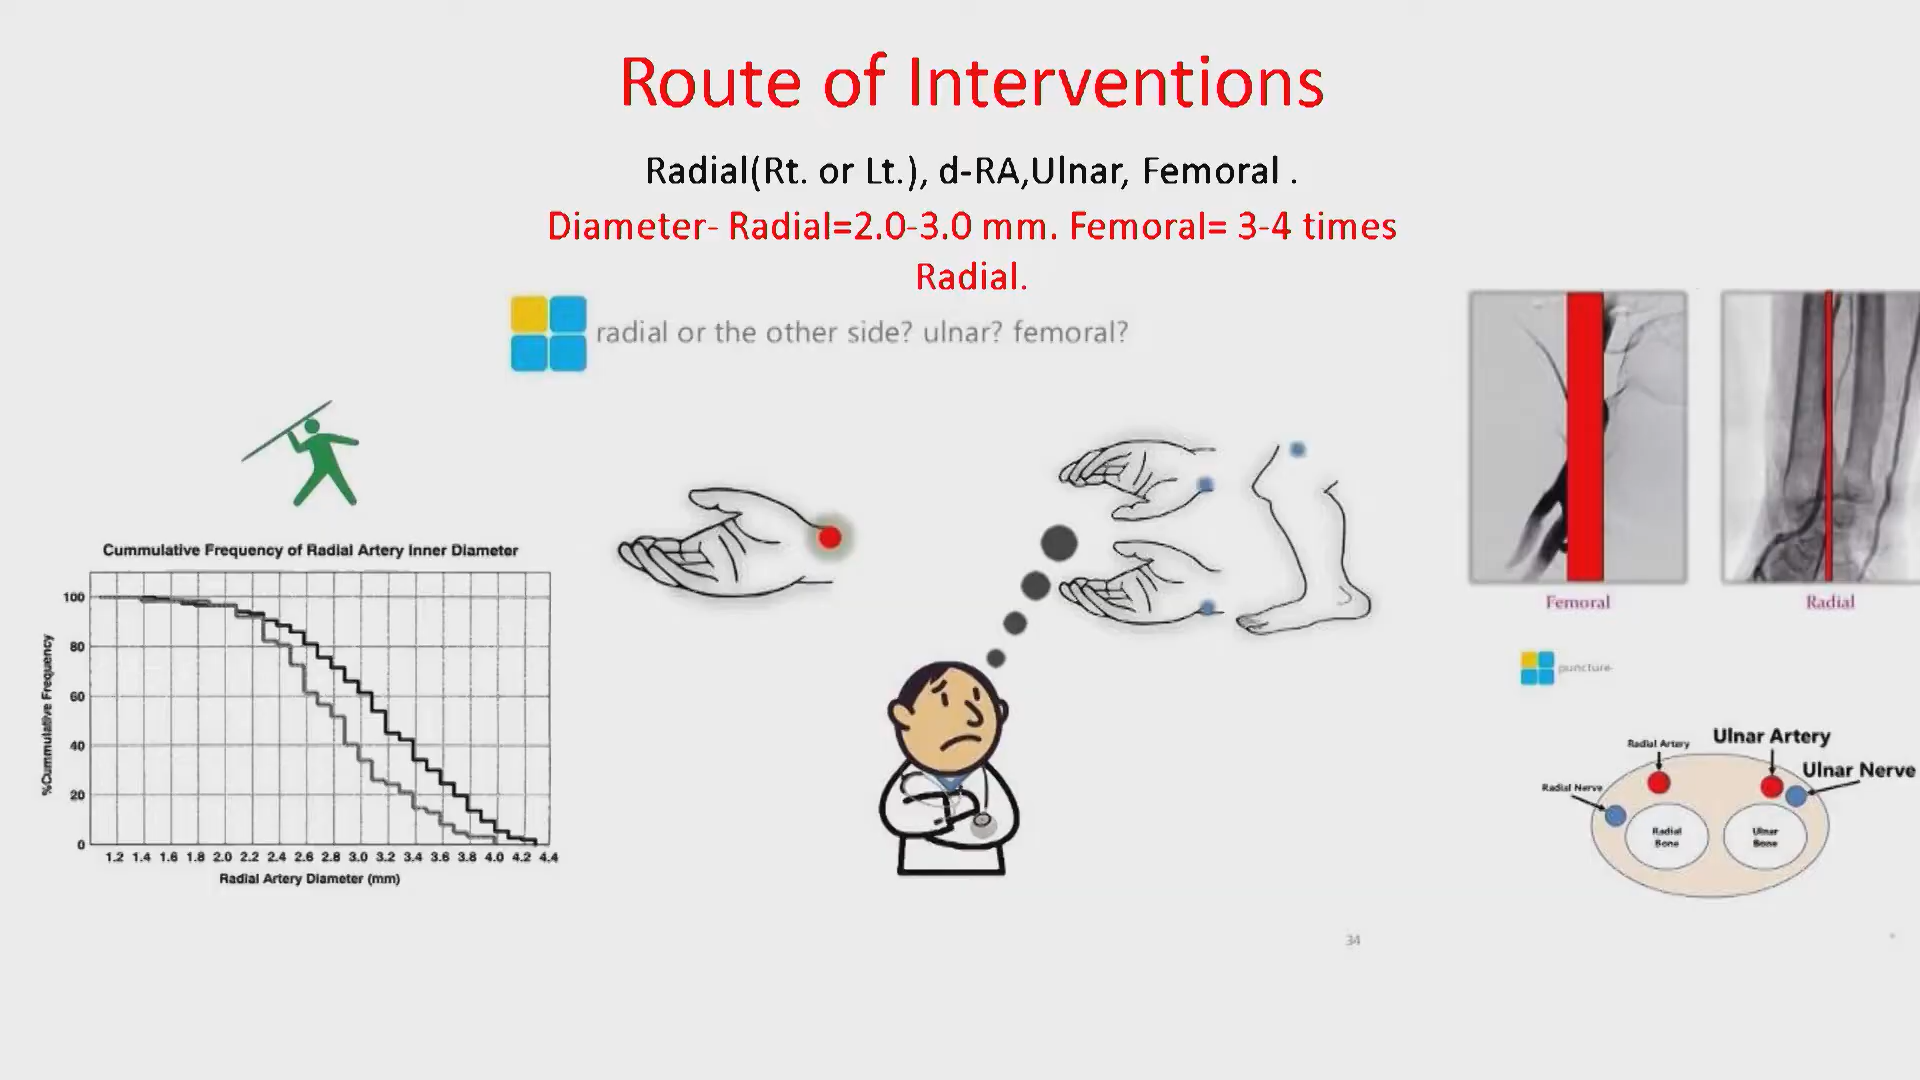 Route of Interventions
Radial(Rt. or Lt.), d-RA,Ulnar, Femoral .
Diameter- Radial=2.0-3.0 mm. Femoral= 3-4 times
Radial.
radial or the other side? ulnar? femoral?
Cummulative Frequency of Radial Artery Inner Diameter
%Cummulative Frequency
100
80
60
40
20
0
1.2 1.4 1.6 1.8 2.0 2.2 2.4 2.6 2.8 3.0 3.2 3.4 3.6 3.8 4.0 4.2 4.4
Radial Artery Diameter (mm)
Femoral
Radial
puncture-
Radial Artery
Ulnar Artery
Ulnar Nerve
Radial Nerve
Radial
Bone
Ulnar
Bone
34